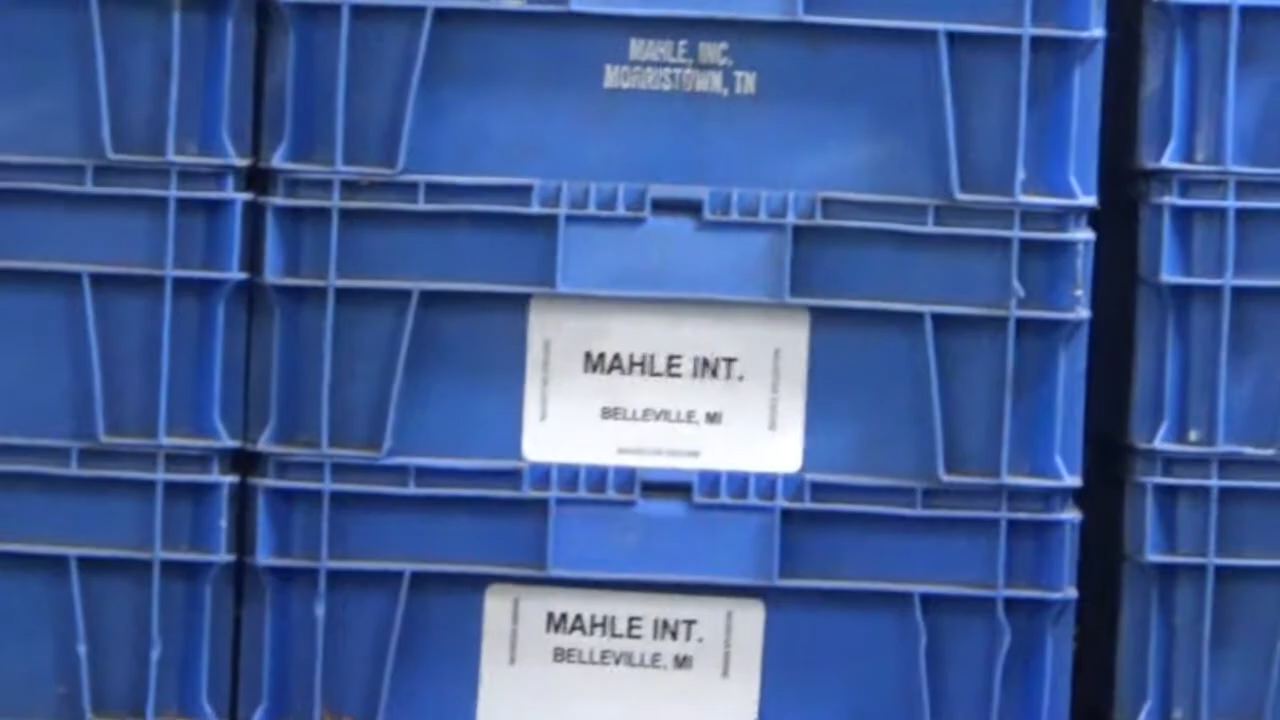 MAHLE, INC.
MORRISTOWN, TN
MAHLE INT.
BELLEVILLE, MI
MAHLE INT.
BELLEVILLE, MI